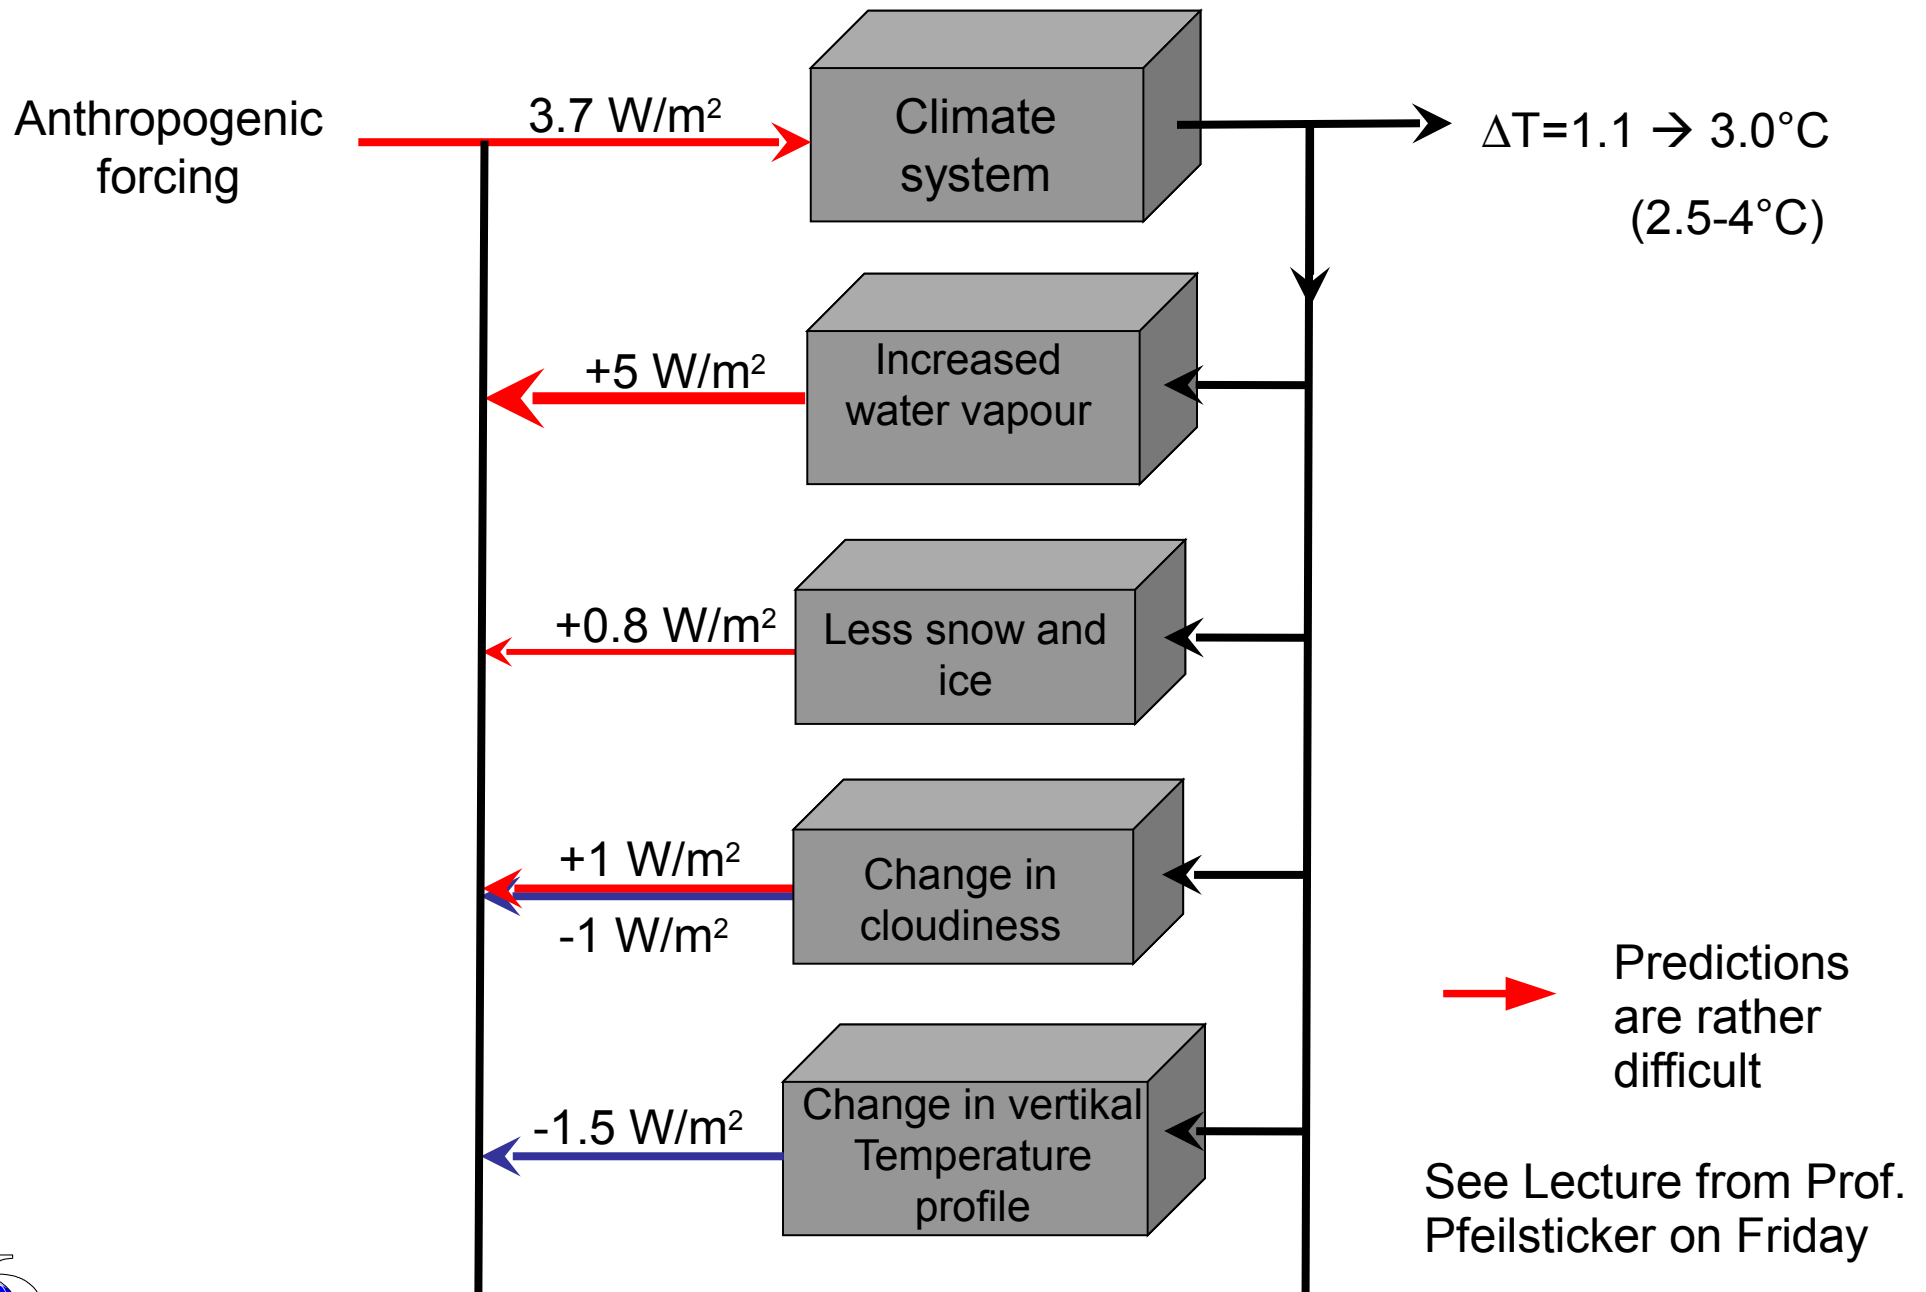 Anthropogenic
forcing
3.7 W/m²
Climate
system
ΔT=1.1 → 3.0°C
(2.5-4°C)
+5 W/m²
Increased
water vapour
+0.8 W/m²
Less snow and
ice
+1 W/m²
-1 W/m²
Change in
cloudiness
Predictions
are rather
difficult
-1.5 W/m²
Change in vertikal
Temperature
profile
See Lecture from Prof.
Pfeilsticker on Friday